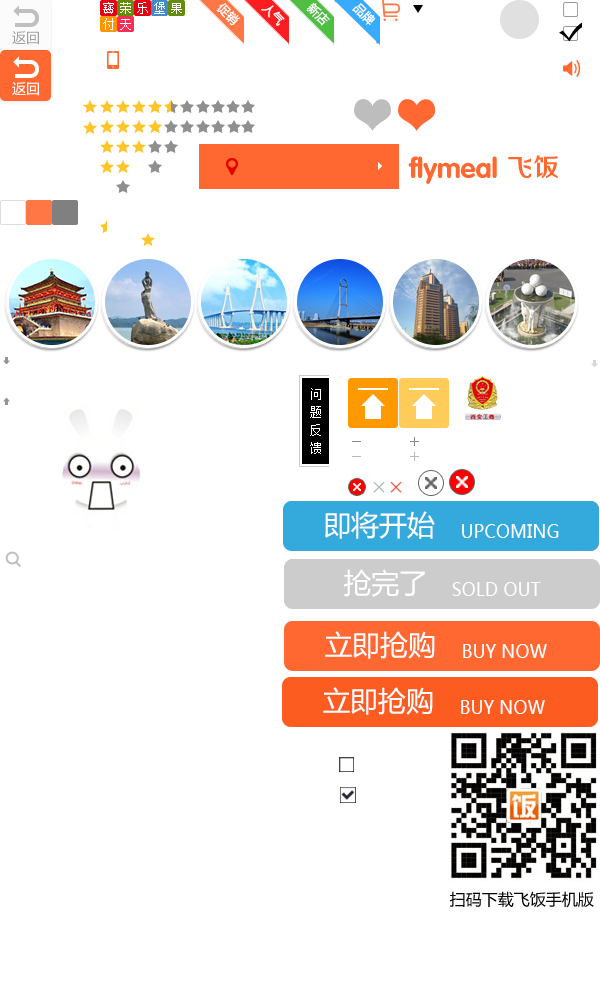 返回
窑荣乐堡果
付天
促销
人气
新店
品牌
返回
flymeal 飞饭
问题反馈
西安工商
即将开始 UPCOMING
抢完了 SOLD OUT
立即抢购 BUY NOW
立即抢购 BUY NOW
饭
扫码下载飞饭手机版